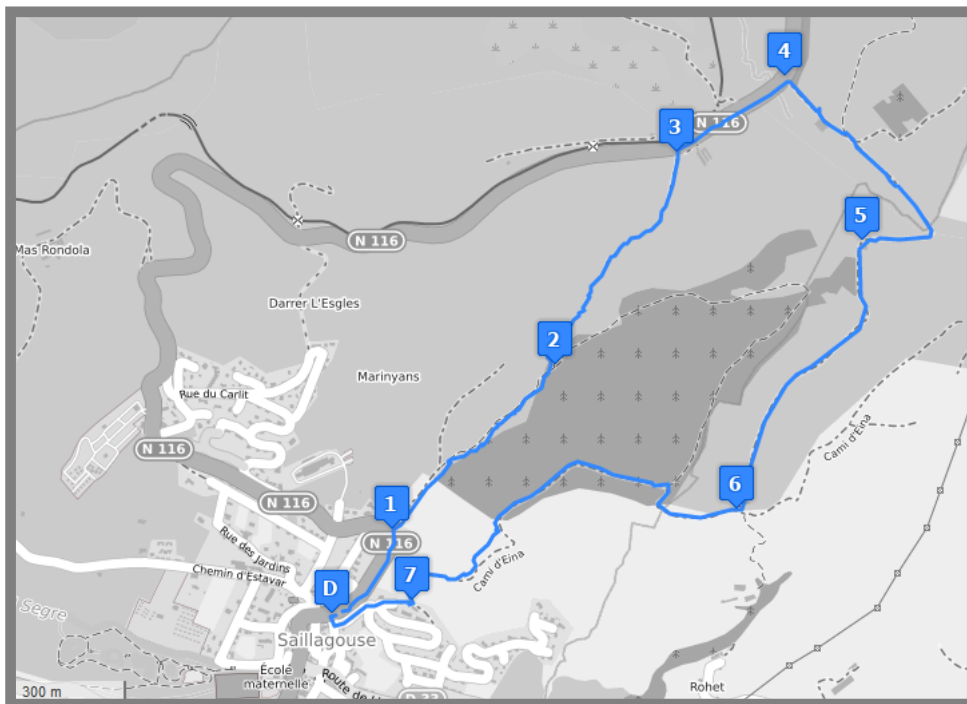 4
3
N 116
5
N 116
Mas Rondola
Darrer L'Esgles
2
Marinyans
Rue du Carlit
Cami d'Eina
N 116
6
N 116
1
N 116
Rue des Jardins
Chemin d'Estavar
7
Cami d'Eina
D
Segre
Saillagouse
École
maternelle
Route de
Rohet
300 m
D 33